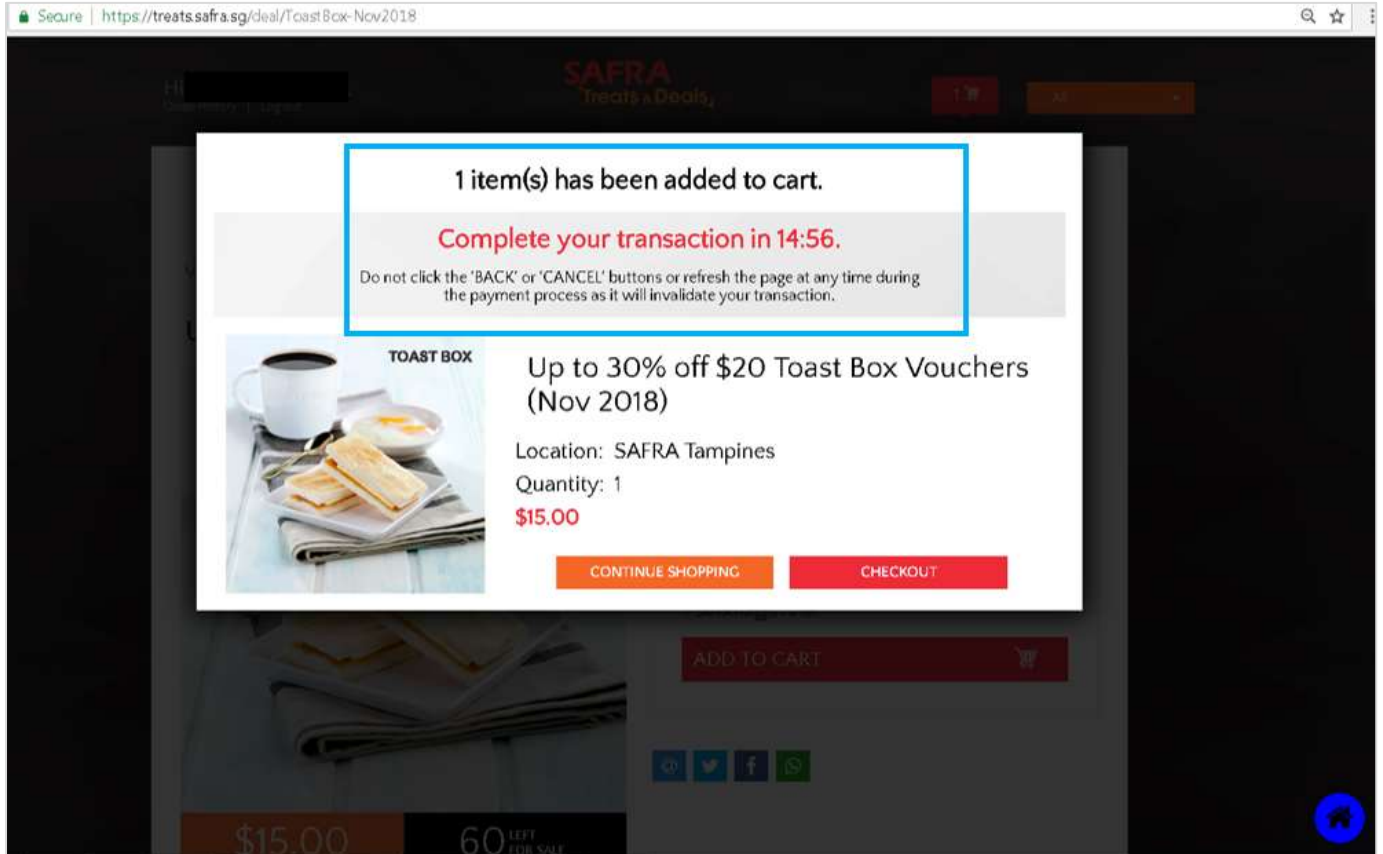 Secure | https://treats.safra.sg/deal/ToastBox-Nov2018
SAFRA
Treats & Deals
1
All
1 item(s) has been added to cart.
Complete your transaction in 14:56.
Do not click the 'BACK' or 'CANCEL' buttons or refresh the page at any time during
the payment process as it will invalidate your transaction.
TOAST BOX
Up to 30% off $20 Toast Box Vouchers
(Nov 2018)
Location: SAFRA Tampines
Quantity: 1
$15.00
CONTINUE SHOPPING
CHECKOUT
ADD TO CART
$15.00
60 LEFT
FOR SALE